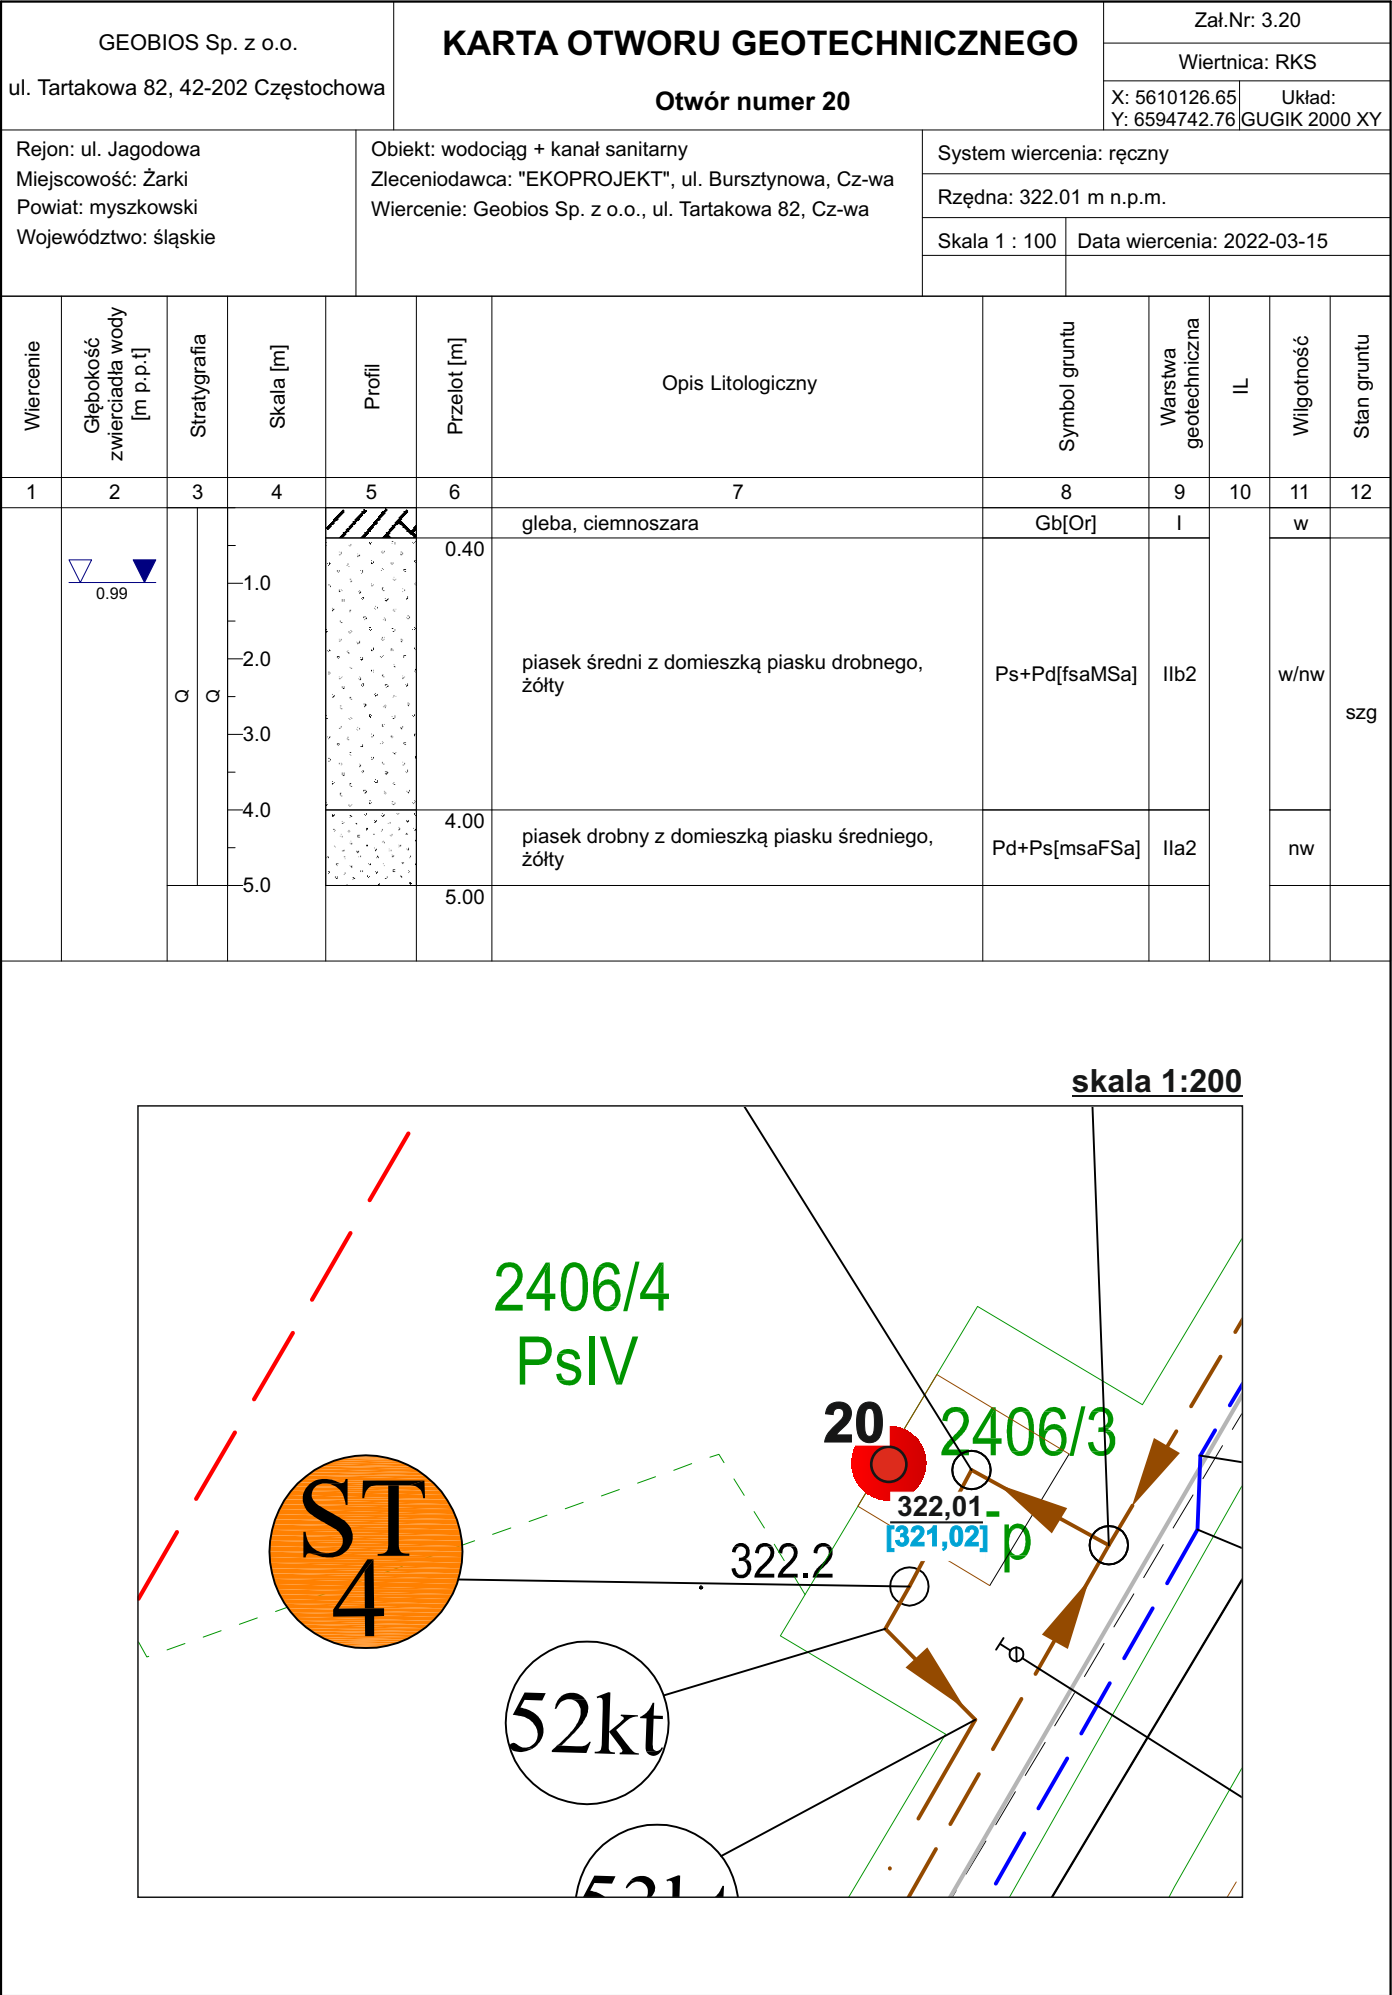 GEOBIOS Sp. z o.o.
ul. Tartakowa 82, 42-202 Częstochowa
KARTA OTWORU GEOTECHNICZNEGO
Otwór numer 20
Zał.Nr: 3.20
Wiertnica: RKS
X: 5610126.65
Y: 6594742.76
Układ:
GUGIK 2000 XY
Rejon: ul. Jagodowa
Miejscowość: Żarki
Powiat: myszkowski
Województwo: śląskie
Obiekt: wodociąg + kanał sanitarny
Zleceniodawca: "EKOPROJEKT", ul. Bursztynowa, Cz-wa
Wiercenie: Geobios Sp. z o.o., ul. Tartakowa 82, Cz-wa
System wiercenia: ręczny
Rzędna: 322.01 m n.p.m.
Skala 1 : 100
Data wiercenia: 2022-03-15
Wiercenie
Głębokość
zwierciadła wody
[m p.p.t]
Stratygrafia
Skala [m]
Profil
Przelot [m]
Opis Litologiczny
Symbol gruntu
Warstwa
geotechniczna
IL
Wilgotność
Stan gruntu
1 2 3 4 5 6 7 8 9 10 11 12
gleba, ciemnoszara
Gb[Or]
I
w
0.40
0.99
1.0
2.0
3.0
4.0
5.0
Q Q
piasek średni z domieszką piasku drobnego,
żółty
Ps+Pd[fsaMSa]
IIb2
w/nw
szg
4.00
piasek drobny z domieszką piasku średniego,
żółty
Pd+Ps[msaFSa]
IIa2
nw
5.00
skala 1:200
2406/4
PsIV
20
2406/3
322,01
[321,02]
-p
322.2
ST
4
52kt